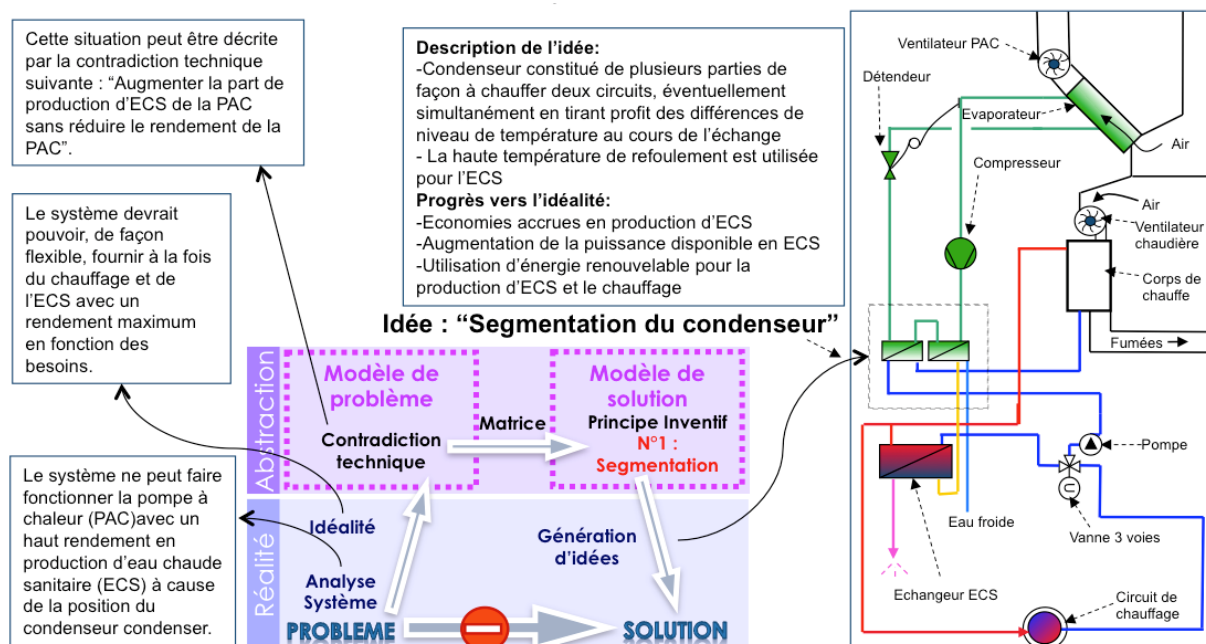 Cette situation peut être décrite
par la contradiction technique
suivante : “Augmenter la part de
production d’ECS de la PAC
sans réduire le rendement de la
PAC”.
Le système devrait
pouvoir, de façon
flexible, fournir à la fois
du chauffage et de
l’ECS avec un
rendement maximum
en fonction des
besoins.
Le système ne peut faire
fonctionner la pompe à
chaleur (PAC)avec un
haut rendement en
production d’eau chaude
sanitaire (ECS) à cause
de la position du
condenseur condenser.
Description de l’idée:
-Condenseur constitué de plusieurs parties de
façon à chauffer deux circuits, éventuellement
simultanément en tirant profit des différences de
niveau de température au cours de l’échange
- La haute température de refoulement est utilisée
pour l’ECS
Progrès vers l’idéalité:
-Economies accrues en production d’ECS
-Augmentation de la puissance disponible en ECS
-Utilisation d’énergie renouvelable pour la
production d’ECS et le chauffage
Idée : “Segmentation du condenseur”
Abstraction
Modèle de
problème
Contradiction
technique
Matrice
Modèle de
solution
Principe Inventif
N°1 :
Segmentation
Réalité
Idéalité
Analyse
Système
Génération
d’idées
PROBLEME
SOLUTION
Ventilateur PAC
Détendeur
Evaporateur
Air
Compresseur
Air
Ventilateur
chaudière
Corps de
chauffe
Fumées
Pompe
Eau froide
Vanne 3 voies
Echangeur ECS
Circuit de
chauffage